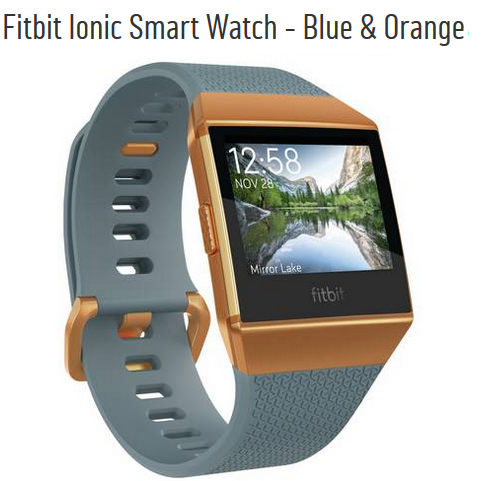 Fitbit Ionic Smart Watch - Blue & Orange
12:58
NOV 28
Mirror Lake
fitbit